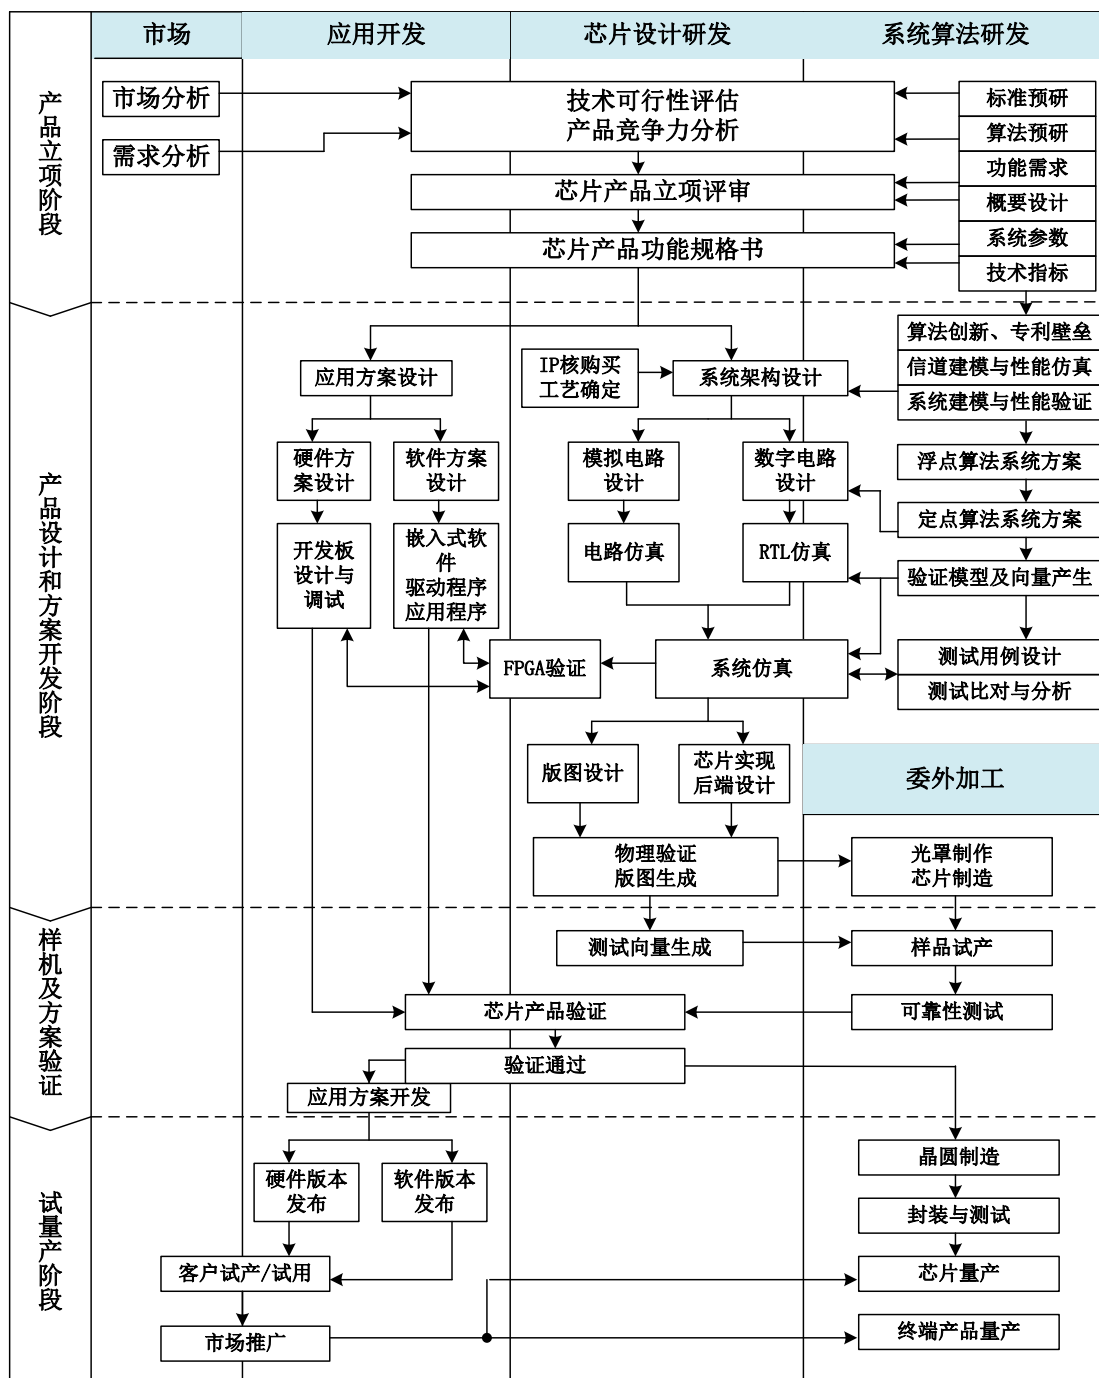 市场
应用开发
芯片设计研发
系统算法研发
产品立项阶段
市场分析
需求分析
技术可行性评估
产品竞争力分析
芯片产品立项评审
芯片产品功能规格书
标准预研
算法预研
功能需求
概要设计
系统参数
技术指标
产品设计和方案开发阶段
应用方案设计
IP核购买
工艺确定
系统架构设计
算法创新、专利壁垒
信道建模与性能仿真
系统建模与性能验证
硬件方
案设计
软件方案
设计
模拟电路
设计
数字电路
设计
浮点算法系统方案
定点算法系统方案
开发板
设计与
调试
嵌入式软
件
驱动程序
应用程序
电路仿真
RTL仿真
验证模型及向量产生
FPGA验证
系统仿真
测试用例设计
测试比对与分析
版图设计
芯片实现
后端设计
委外加工
物理验证
版图生成
光罩制作
芯片制造
样机及方案验证
测试向量生成
样品试产
芯片产品验证
可靠性测试
验证通过
应用方案开发
试量产阶段
硬件版本
发布
软件版本
发布
晶圆制造
封装与测试
客户试产/试用
芯片量产
市场推广
终端产品量产